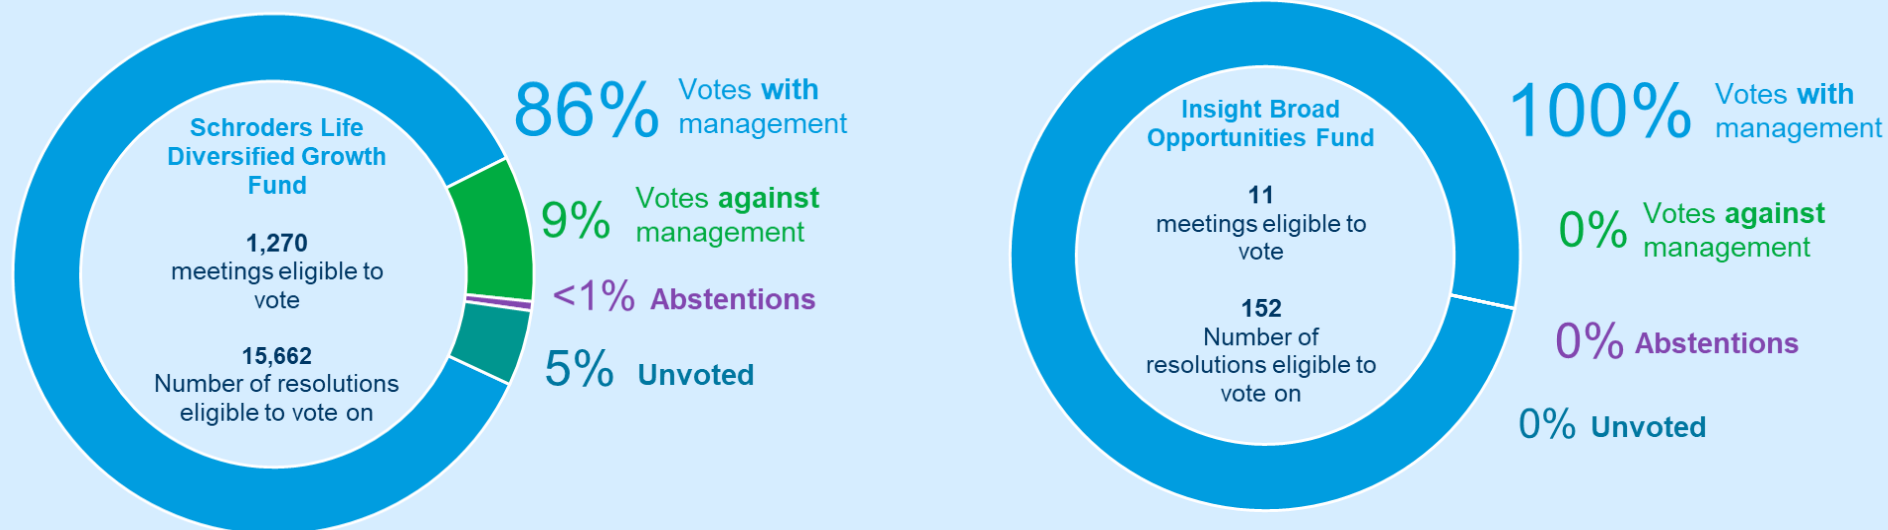 Schroders Life
Diversified Growth
Fund
1,270
meetings eligible to
vote
15,662
Number of resolutions
eligible to vote on
86%
Votes with
management
9%
Votes against
management
<1% Abstentions
5% Unvoted
Insight Broad
Opportunities Fund
11
meetings eligible to
vote
152
Number of
resolutions eligible to
vote on
100%
Votes with
management
0%
Votes against
management
0% Abstentions
0% Unvoted